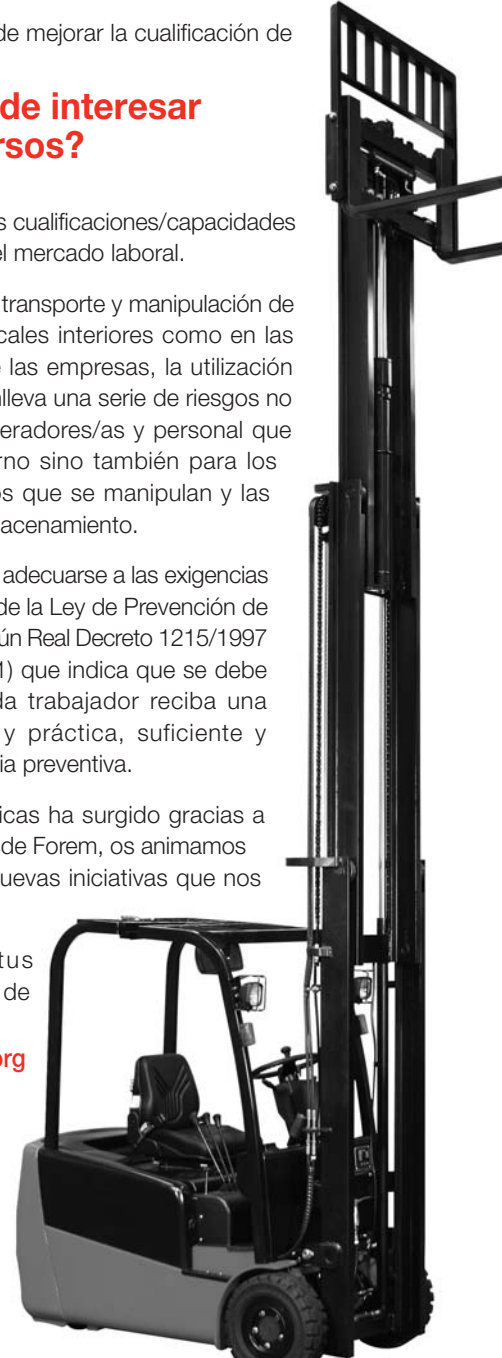 de mejorar la cualificación de
de interesar
rsos?
s cualificaciones/capacidades
el mercado laboral.
transporte y manipulación de
cales interiores como en las
las empresas, la utilización
lleva una serie de riesgos no
eradores/as y personal que
rno sino también para los
os que se manipulan y las
acenamiento.
adecuarse a las exigencias
de la Ley de Prevención de
ún Real Decreto 1215/1997
1) que indica que se debe
da trabajador reciba una
y práctica, suficiente y
ia preventiva.
icas ha surgido gracias a
sde Forem, os animamos
uevas iniciativas que nos
tus
de
org